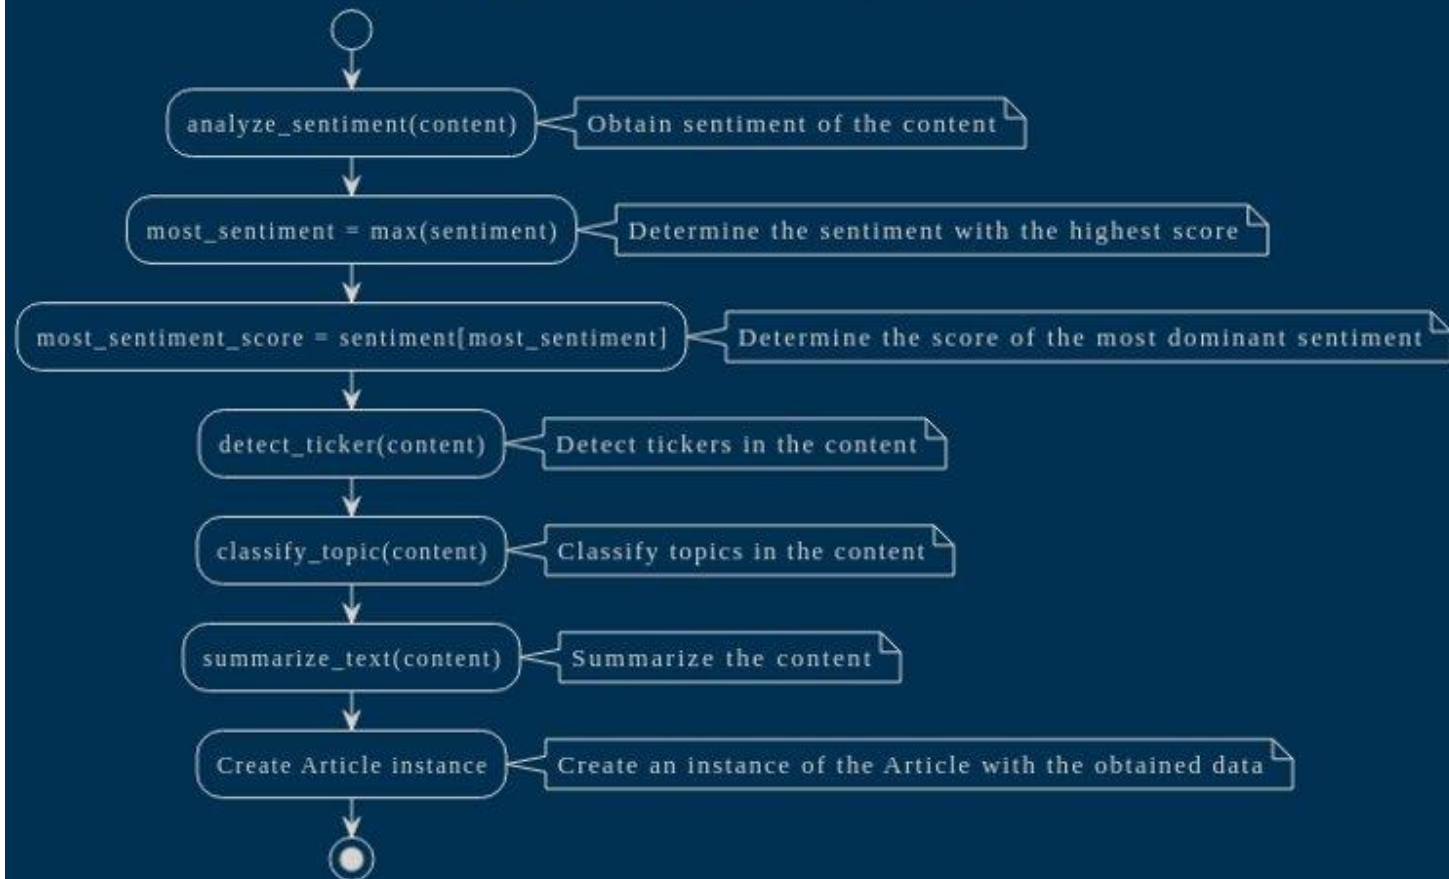 analyze_sentiment(content)
Obtain sentiment of the content
most_sentiment = max(sentiment)
Determine the sentiment with the highest score
most_sentiment_score = sentiment[most_sentiment]
Determine the score of the most dominant sentiment
detect_ticker(content)
Detect tickers in the content
classify_topic(content)
Classify topics in the content
summarize_text(content)
Summarize the content
Create Article instance
Create an instance of the Article with the obtained data